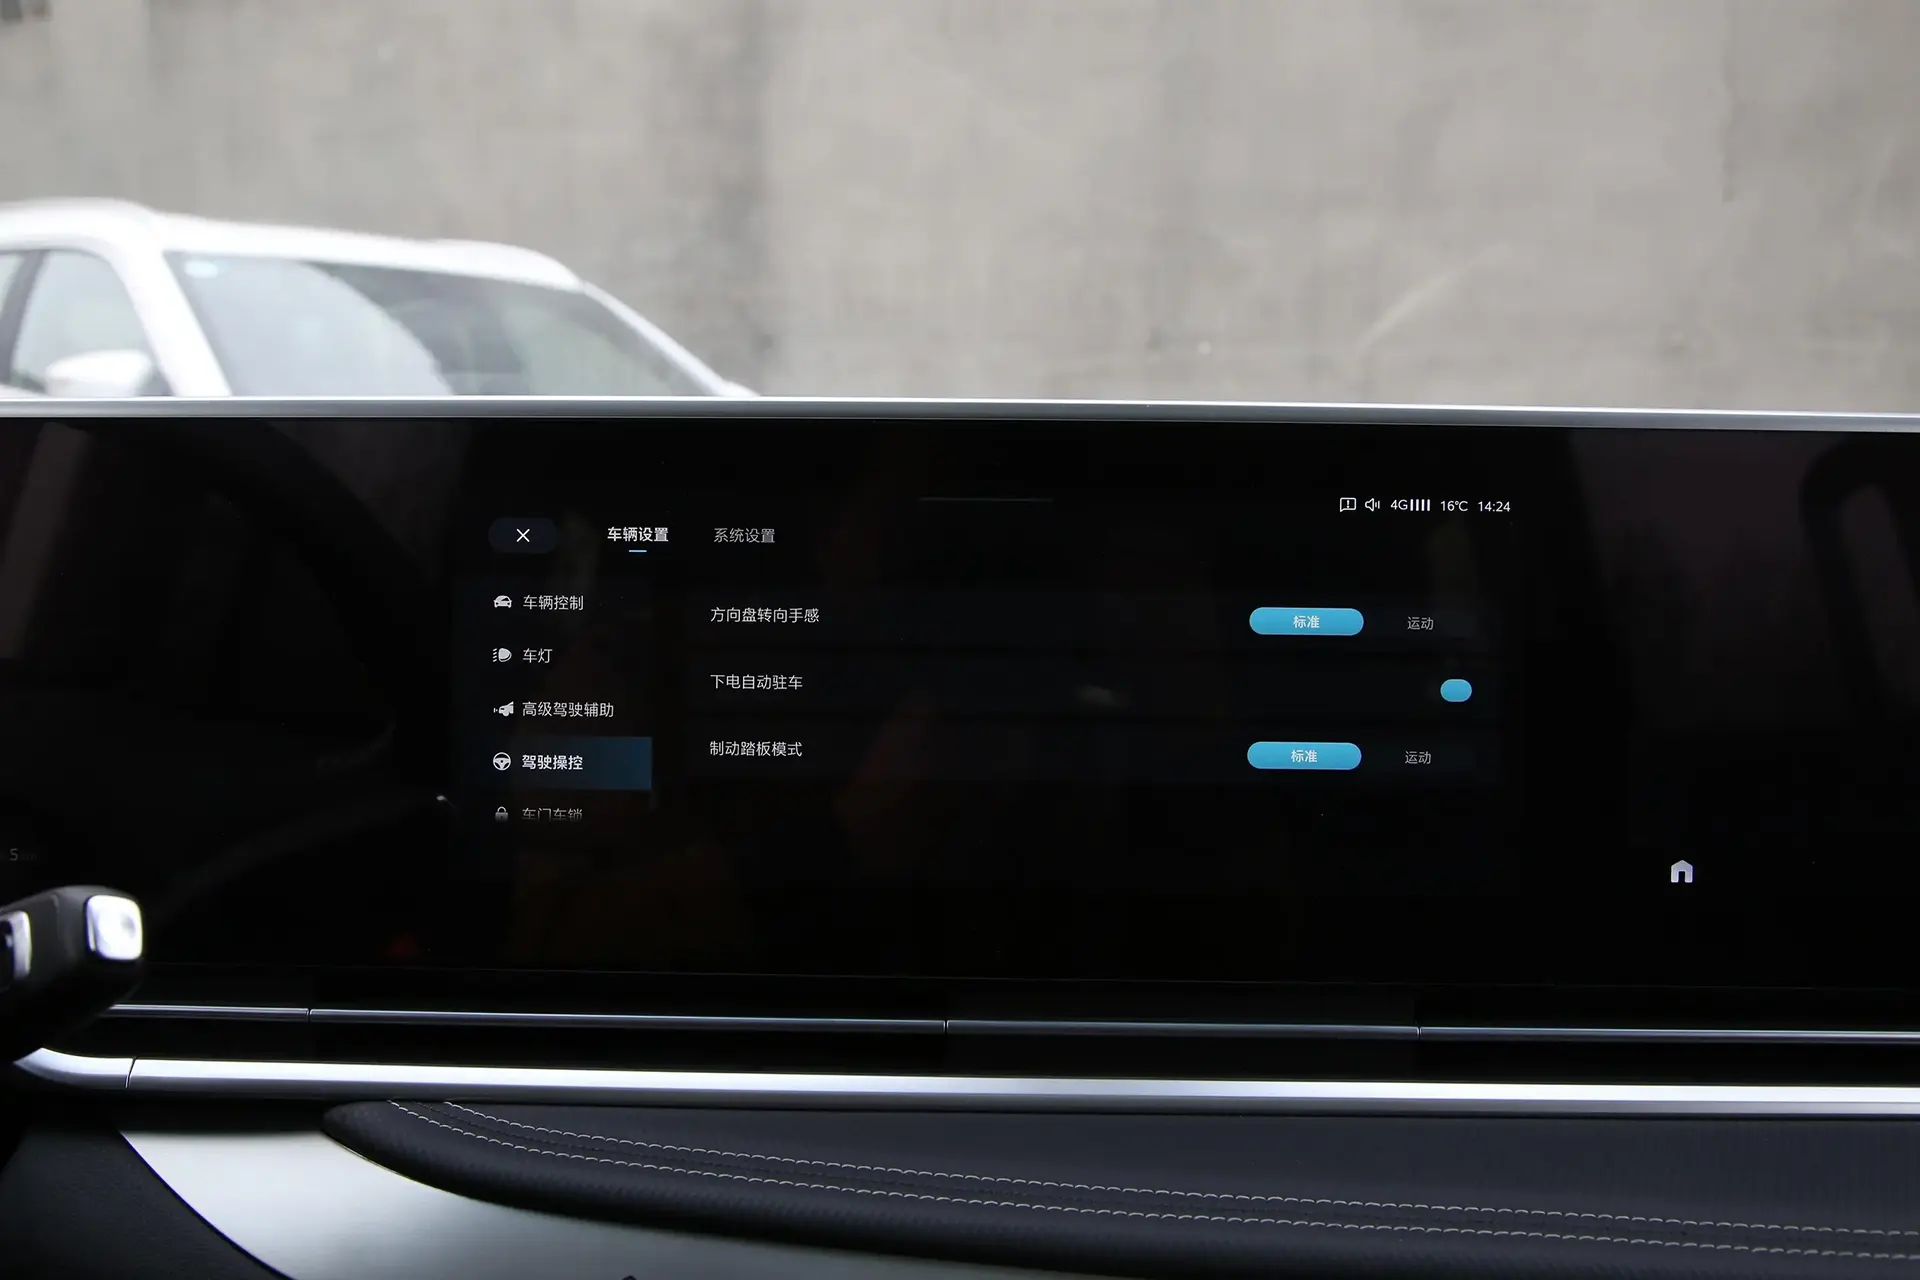 4G 16℃ 14:24
车辆设置 系统设置
车辆控制
车灯
高级驾驶辅助
驾驶操控
车门车锁
方向盘转向手感 标准 运动
下电自动驻车
制动踏板模式 标准 运动